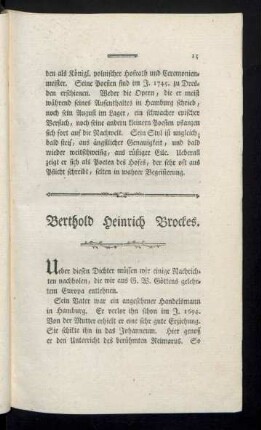 15
den als Königl. polnischer Hofrath und Ceremonien-
meister. Seine Poesien sind im J. 1745. zu Dres-
den erschienen. Weder die Opern, die er meist
während seines Aufenthaltes in Hamburg schrieb,
noch sein August im Lager, ein schwacher epischer
Versuch, noch seine andern kleinern Poesien pflanzen
sich fort auf die Nachwelt. Sein Stil ist ungleich;
bald steif, aus ängstlicher Genauigkeit, und bald
wieder weitschweifig, aus rüstiger Eile. Ueberall
zeigt er sich als Poeten des Hofes, der sehr oft aus
Pflicht schreibt, selten in wahrer Begeisterung.
Berthold Heinrich Brockes.
Ueber diesen Dichter müssen wir einige Nachrich-
ten nachholen, die wir aus G. W. Göttens gelehr-
tem Europa entlehnen.
Sein Vater war ein angesehener Handelsmann
in Hamburg. Er verlor ihn schon im J. 1694.
Von der Mutter erhielt er eine sehr gute Erziehung.
Sie schikte ihn in das Johanneum. Hier genoß
er den Unterricht des berühmten Reimarus. So